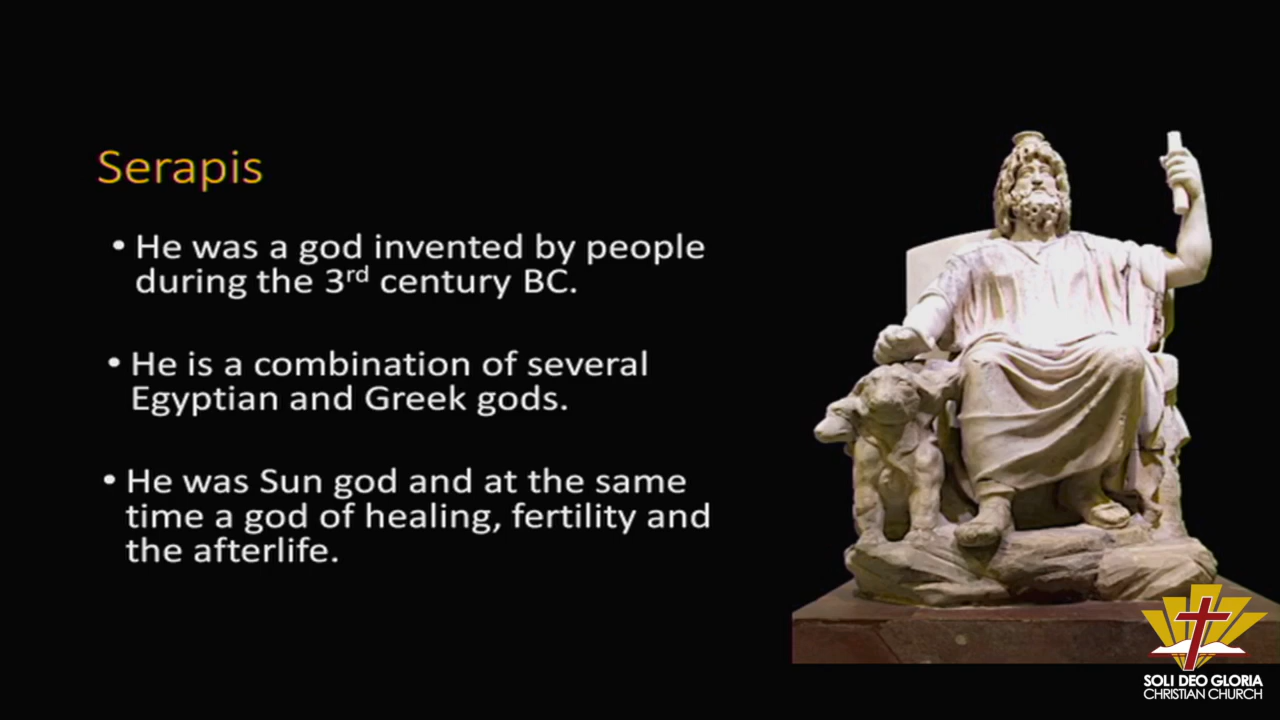 Serapis
• He was a god invented by people
during the 3rd century BC.
• He is a combination of several
Egyptian and Greek gods.
• He was Sun god and at the same
time a god of healing, fertility and
the afterlife.
SOLI DEO GLORIA
CHRISTIAN CHURCH